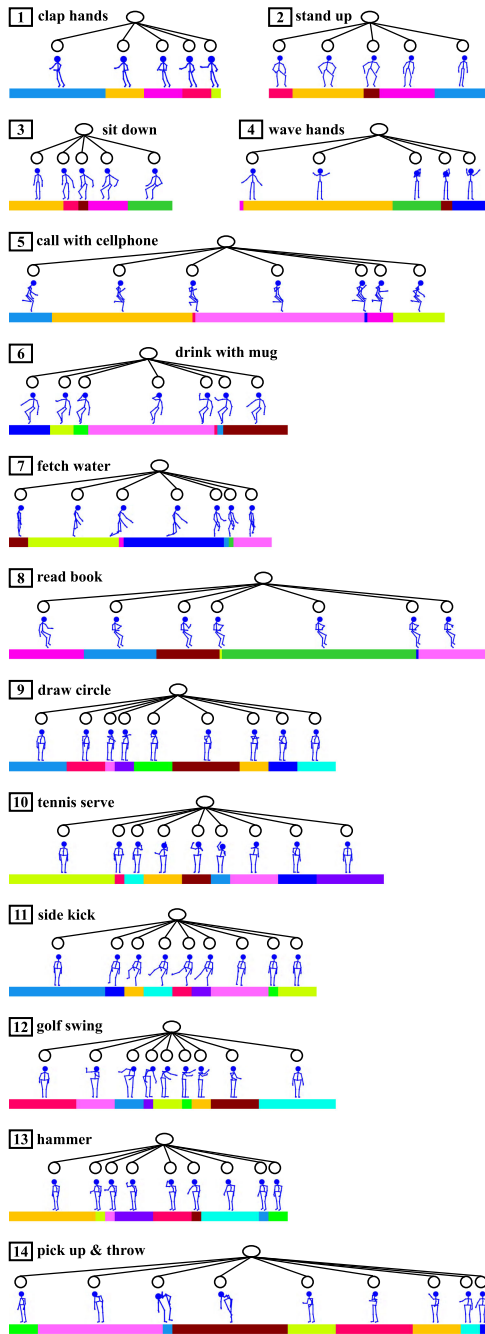 1 clap hands
2 stand up
3 sit down
4 wave hands
5 call with cellphone
6 drink with mug
7 fetch water
8 read book
9 draw circle
10 tennis serve
11 side kick
12 golf swing
13 hammer
14 pick up & throw